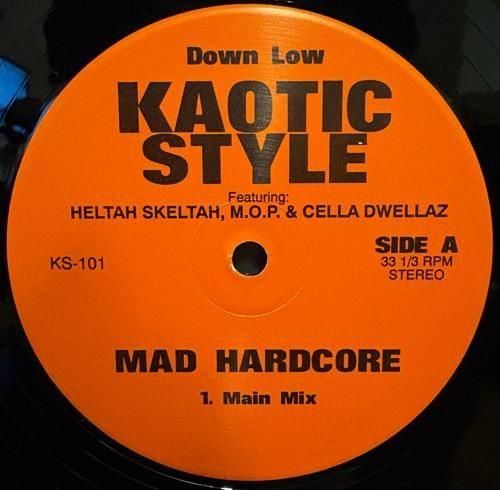 Down Low
KAOTIC
STYLE
Featuring:
HELTAH SKELTAH, M.O.P. & CELLA DWELLAZ
KS-101
SIDE A
33 1/3 RPM
STEREO
MAD HARDCORE
1. Main Mix